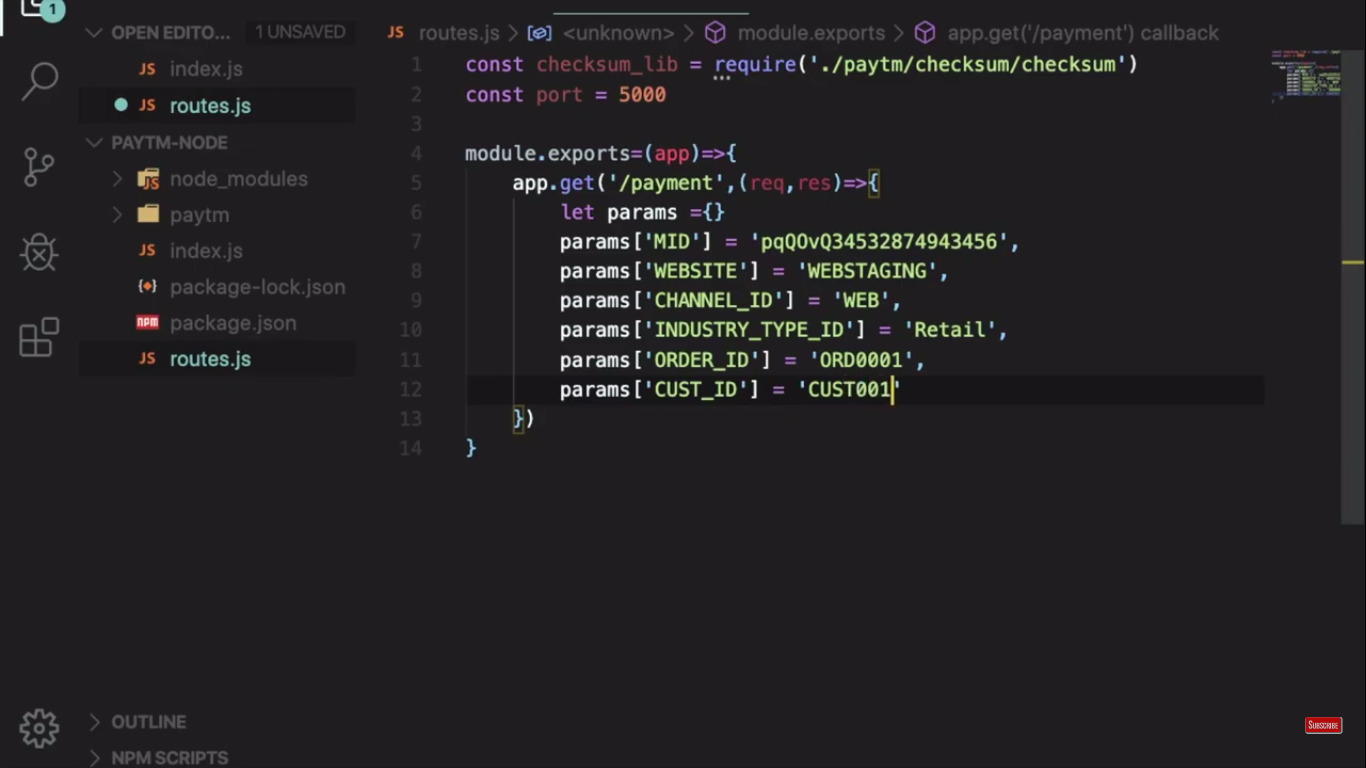 1
OPEN EDITO... 1 UNSAVED
JS index.js
JS routes.js
PAYTM-NODE
JS node_modules
paytm
JS index.js
package-lock.json
npm package.json
JS routes.js
OUTLINE
NPM SCRIPTS
JS routes.js > <unknown> > module.exports > app.get('/payment') callback
1 const checksum_lib = require('./paytm/checksum/checksum')
2 const port = 5000
3
4 module.exports=(app)=>{
5 app.get('/payment',(req,res)=>{
6 let params ={}
7 params['MID'] = 'pqQOvQ34532874943456',
8 params['WEBSITE'] = 'WEBSTAGING',
9 params['CHANNEL_ID'] = 'WEB',
10 params['INDUSTRY_TYPE_ID'] = 'Retail',
11 params['ORDER_ID'] = 'ORD0001',
12 params['CUST_ID'] = 'CUST001'
13 })
14 }
SUBSCRIBE